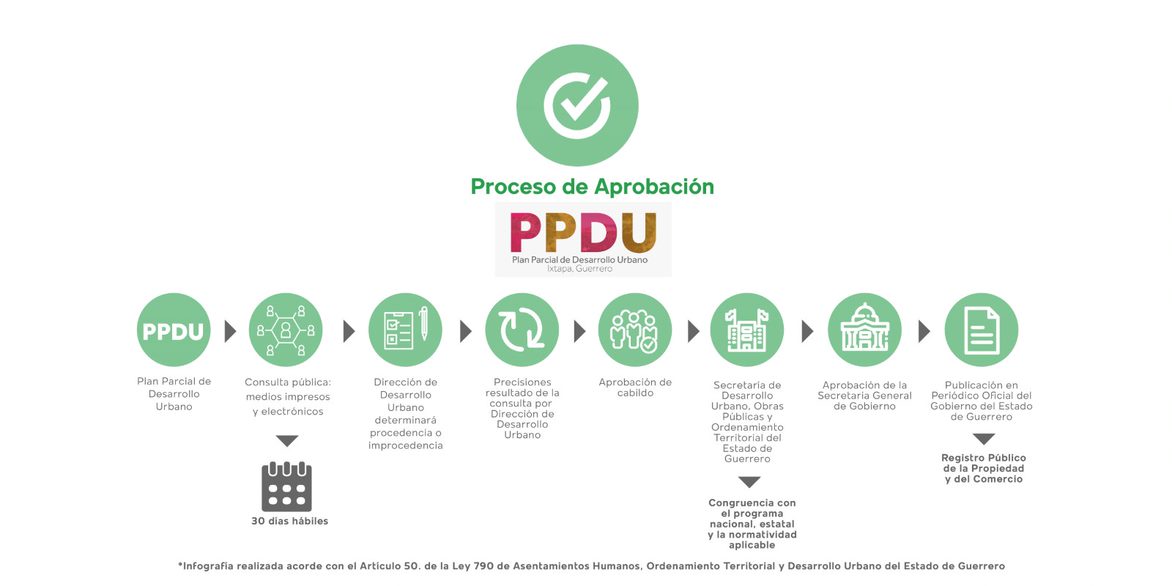 Proceso de Aprobación
PPDU
Plan Parcial de Desarrollo Urbano
Ixtapa, Guerrero
PPDU
Plan Parcial de
Desarrollo
Urbano
Consulta pública:
medios impresos
y electrónicos
30 dias hábiles
Dirección de
Desarrollo
Urbano
determinará
procedencia o
improcedencia
Precisiones
resultado de la
consulta por
Dirección de
Desarrollo
Urbano
Aprobación de
cabildo
Secretaria de
Desarrollo
Urbano, Obras
Públicas y
Ordenamiento
Territorial del
Estado de
Guerrero
Congruencia con
el programa
nacional, estatal
y la normatividad
aplicable
Aprobación de la
Secretaria General
de Gobierno
Publicación en
Periódico Oficial del
Gobierno del Estado
de Guerrero
Registro Público
de la Propiedad
y del Comercio
*Infografia realizada acorde con el Artículo 50. de la Ley 790 de Asentamientos Humanos, Ordenamiento Territorial y Desarrollo Urbano del Estado de Guerrero